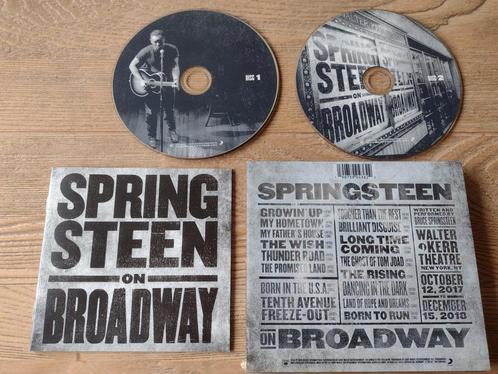 DISC 1
SPRING
STEEN
ON
BROADWAY
DISC 2
SPRING
STEEN
ON
BROADWAY
SPRINGSTEEN
GROWIN' UP
MY HOMETOWN
MY FATHER'S HOUSE
THE WISH
THUNDER ROAD
THE PROMISED LAND
BORN IN THE U.S.A.
TENTH AVENUE
FREEZE-OUT
TOUGHER THAN THE REST
BRILLIANT DISGUISE
LONG TIME
COMING
THE GHOST OF TOM JOAD
THE RISING
DANCING IN THE DARK
LAND OF HOPE AND DREAMS
BORN TO RUN
WRITTEN AND
PERFORMED BY
BRUCE SPRINGSTEEN
WALTER
KERR
THEATRE
NEW YORK, NY
OCTOBER
12, 2017
TO
DECEMBER
15, 2018
ON BROADWAY